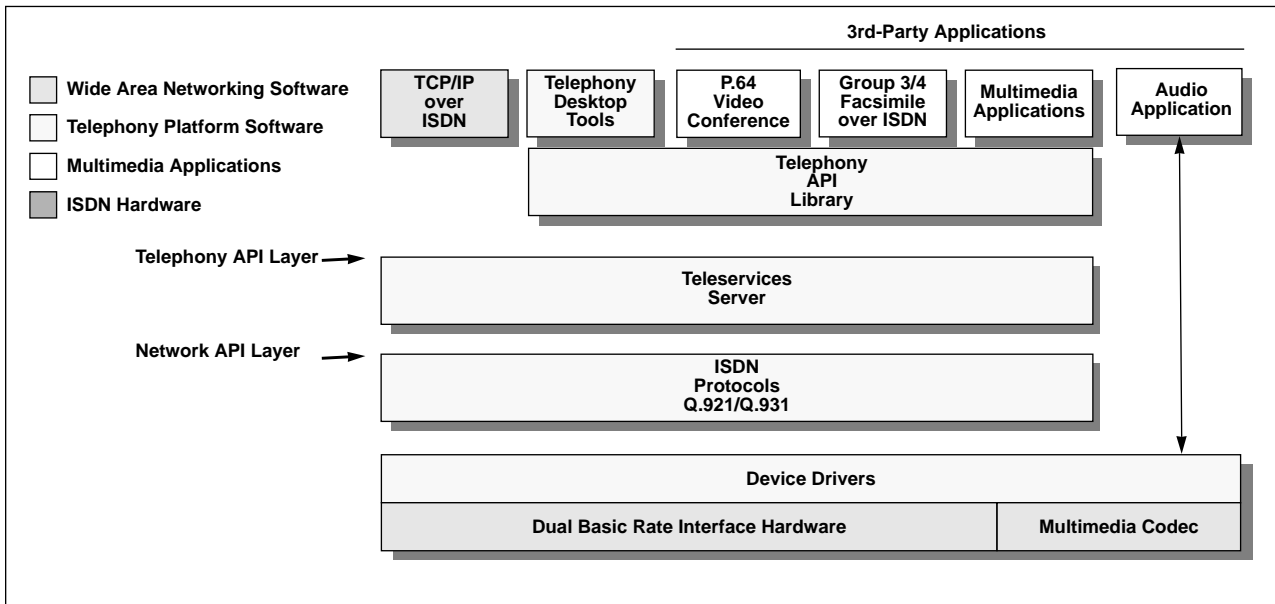 3rd-Party Applications
Wide Area Networking Software
Telephony Platform Software
Multimedia Applications
ISDN Hardware
TCP/IP
over
ISDN
Telephony
Desktop
Tools
P.64
Video
Conference
Group 3/4
Facsimile
over ISDN
Multimedia
Applications
Audio
Application
Telephony
API
Library
Telephony API Layer
Teleservices
Server
Network API Layer
ISDN
Protocols
Q.921/Q.931
Device Drivers
Dual Basic Rate Interface Hardware
Multimedia Codec